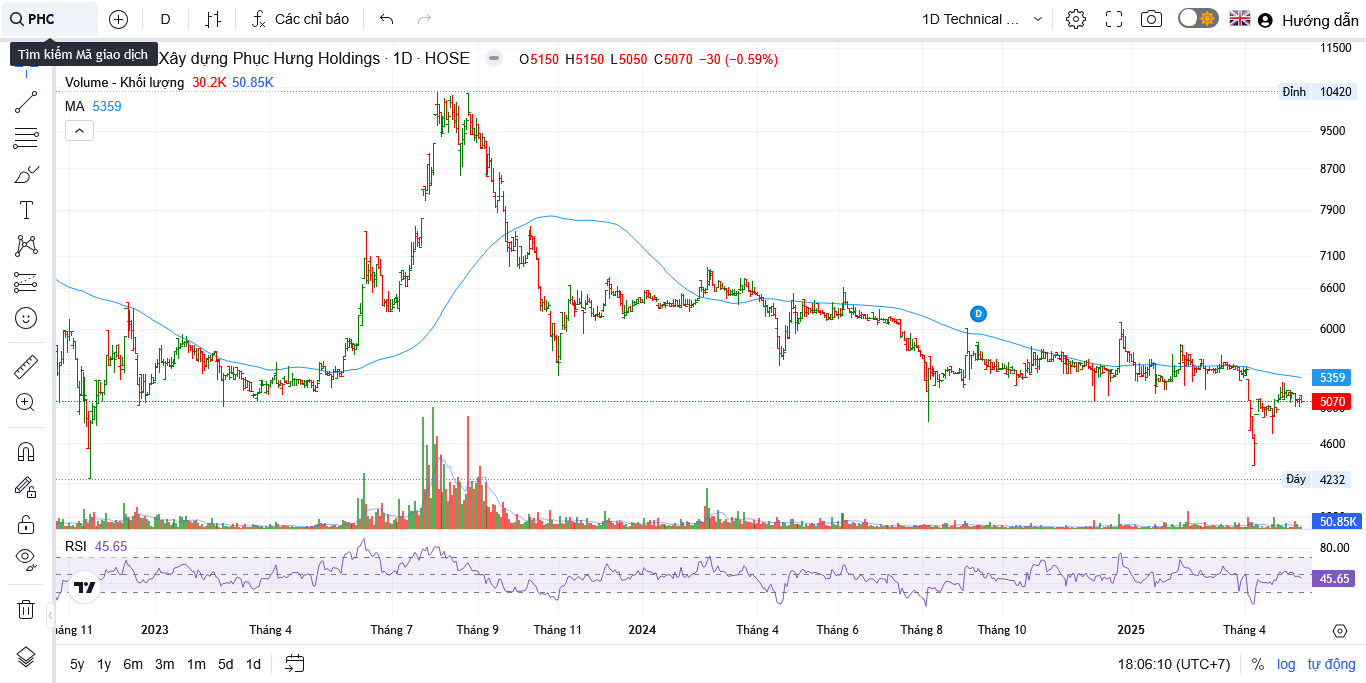 PHC
D
Các chỉ báo
1D Technical ...
Hướng dẫn
Tìm kiếm Mã giao dịch
Xây dựng Phục Hưng Holdings · 1D · HOSE
O5150 H5150 L5050 C5070 −30 (−0.59%)
Volume - Khối lượng 30.2K 50.85K
MA 5359
11500
Đỉnh 10420
9500
8700
7900
7100
6600
D
6000
5359
5070
4600
Đáy 4232
50.85K
RSI 45.65
80.00
45.65
2023
Tháng 4
Tháng 7
Tháng 9
Tháng 11
2024
Tháng 4
Tháng 6
Tháng 8
Tháng 10
2025
Tháng 4
5y 1y 6m 3m 1m 5d 1d
18:06:10 (UTC+7) % log tự động